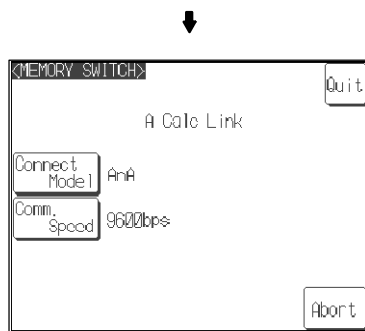 <MEMORY SWITCH>
Quit
A Calc Link
Connect
Model
AnA
Comm.
Speed
9600bps
Abort